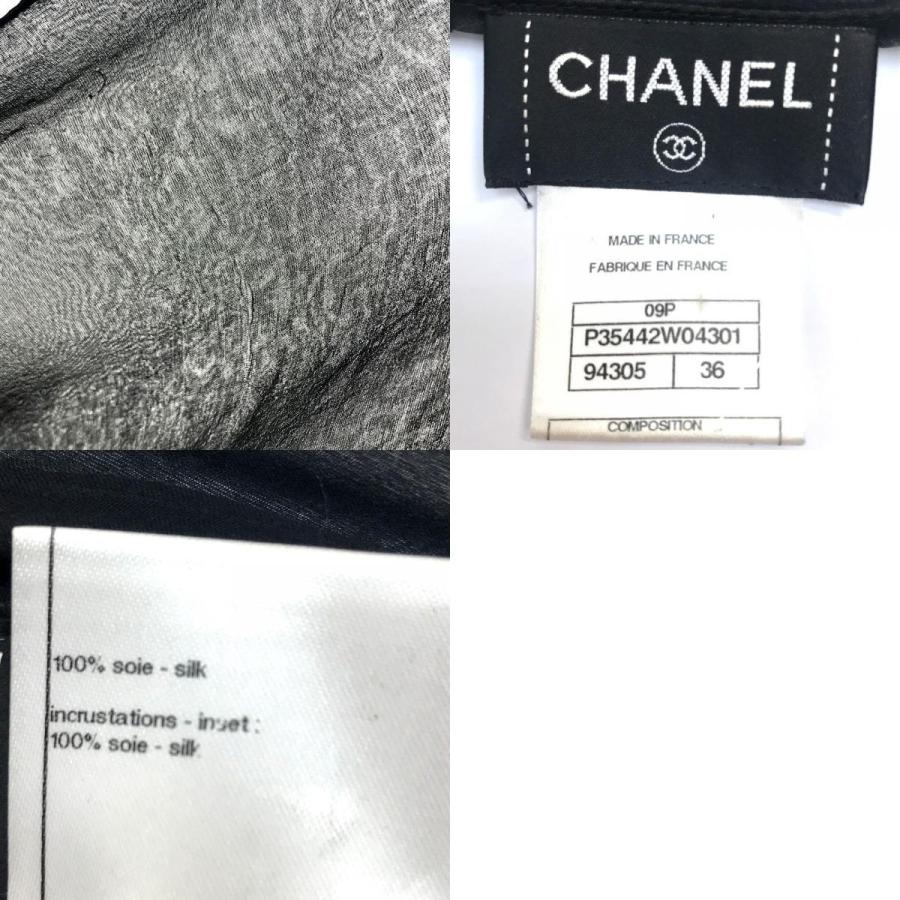 CHANEL
MADE IN FRANCE
FABRIQUE EN FRANCE
09P
P35442W04301
94305 36
COMPOSITION
100% soie - silk
incrustations - inset :
100% soie - silk